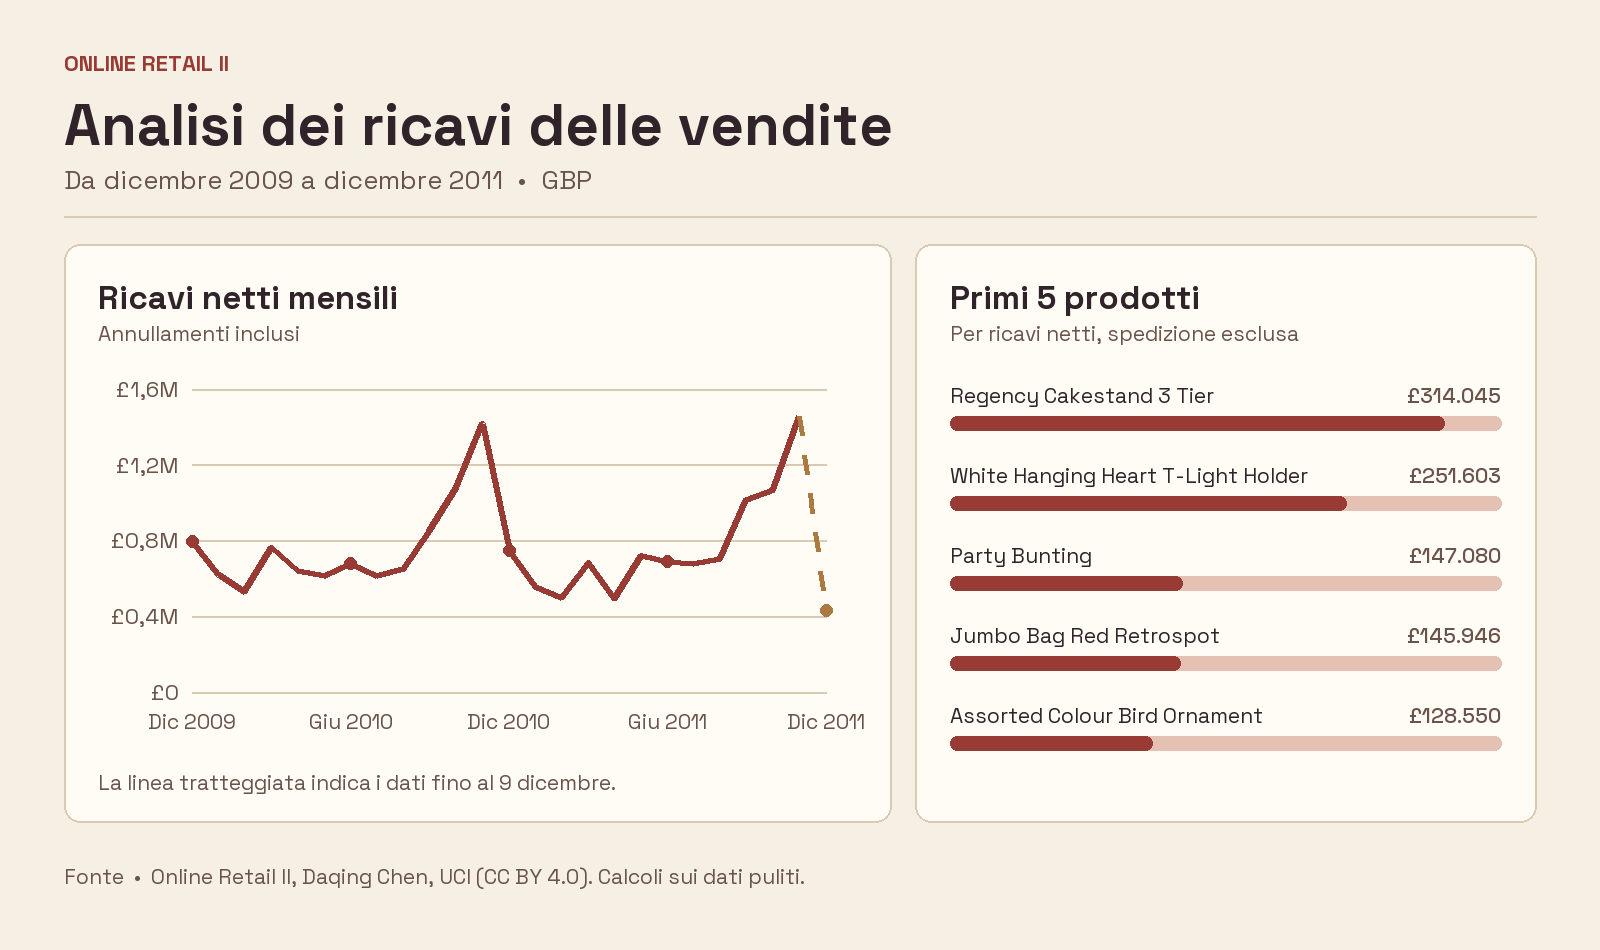 ONLINE RETAIL II
Analisi dei ricavi delle vendite
Da dicembre 2009 a dicembre 2011 • GBP
Ricavi netti mensili
Annullamenti inclusi
£1,6M
£1,2M
£0,8M
£0,4M
£0
Dic 2009 Giu 2010 Dic 2010 Giu 2011 Dic 2011
La linea tratteggiata indica i dati fino al 9 dicembre.
Primi 5 prodotti
Per ricavi netti, spedizione esclusa
Regency Cakestand 3 Tier £314.045
White Hanging Heart T-Light Holder £251.603
Party Bunting £147.080
Jumbo Bag Red Retrospot £145.946
Assorted Colour Bird Ornament £128.550
Fonte • Online Retail II, Daqing Chen, UCI (CC BY 4.0). Calcoli sui dati puliti.